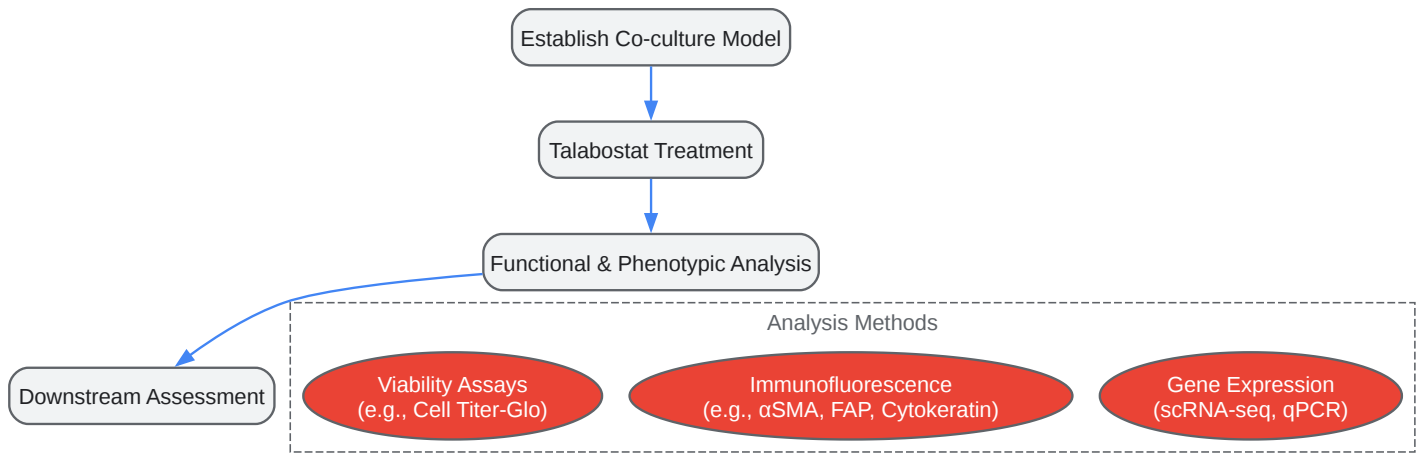 Establish Co-culture Model
Talabostat Treatment
Functional & Phenotypic Analysis
Analysis Methods
Downstream Assessment
Viability Assays
(e.g., Cell Titer-Glo)
Immunofluorescence
(e.g., αSMA, FAP, Cytokeratin)
Gene Expression
(scRNA-seq, qPCR)